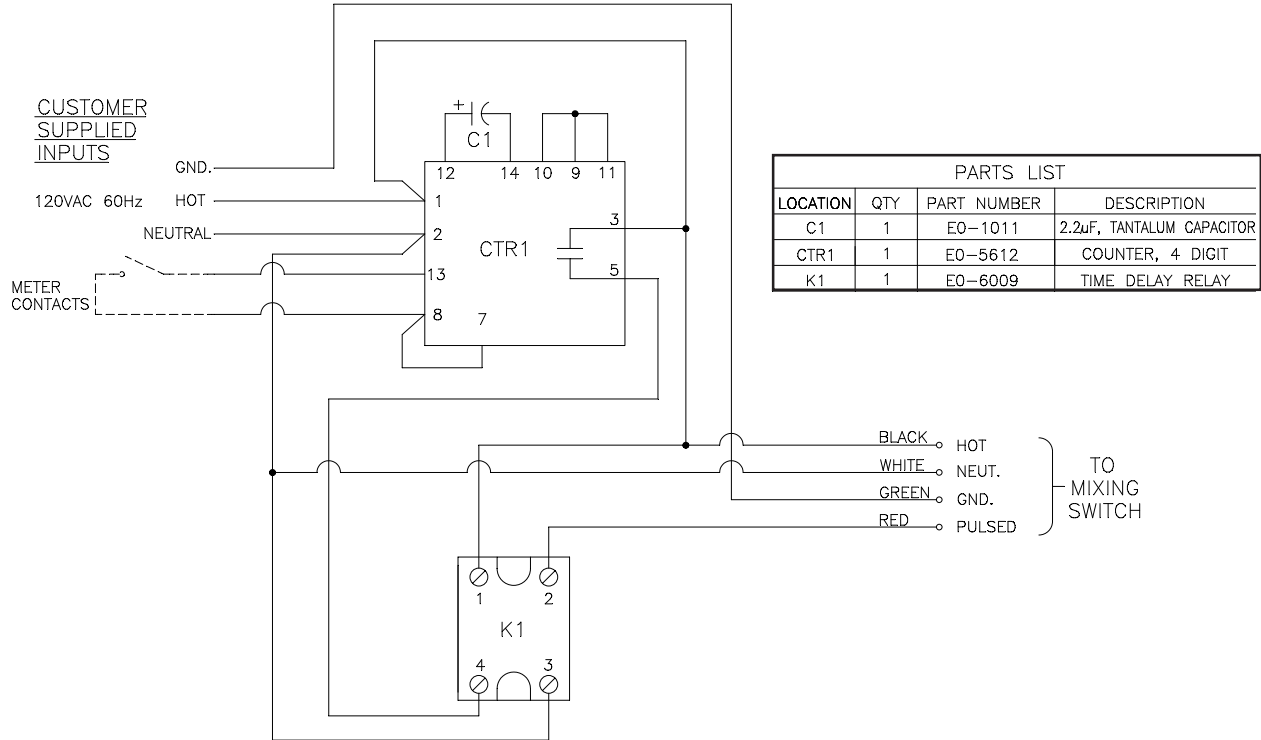 CUSTOMER
SUPPLIED
INPUTS
GND.
120VAC 60Hz HOT
NEUTRAL
METER
CONTACTS
+
C1
12 14 10 9 11
1
2
13
8
7
3
5
CTR1
PARTS LIST
LOCATION QTY PART NUMBER DESCRIPTION
C1 1 E0-1011 2.2µF, TANTALUM CAPACITOR
CTR1 1 E0-5612 COUNTER, 4 DIGIT
K1 1 E0-6009 TIME DELAY RELAY
BLACK HOT
WHITE NEUT.
GREEN GND.
RED PULSED
TO
MIXING
SWITCH
1 2
K1
4 3